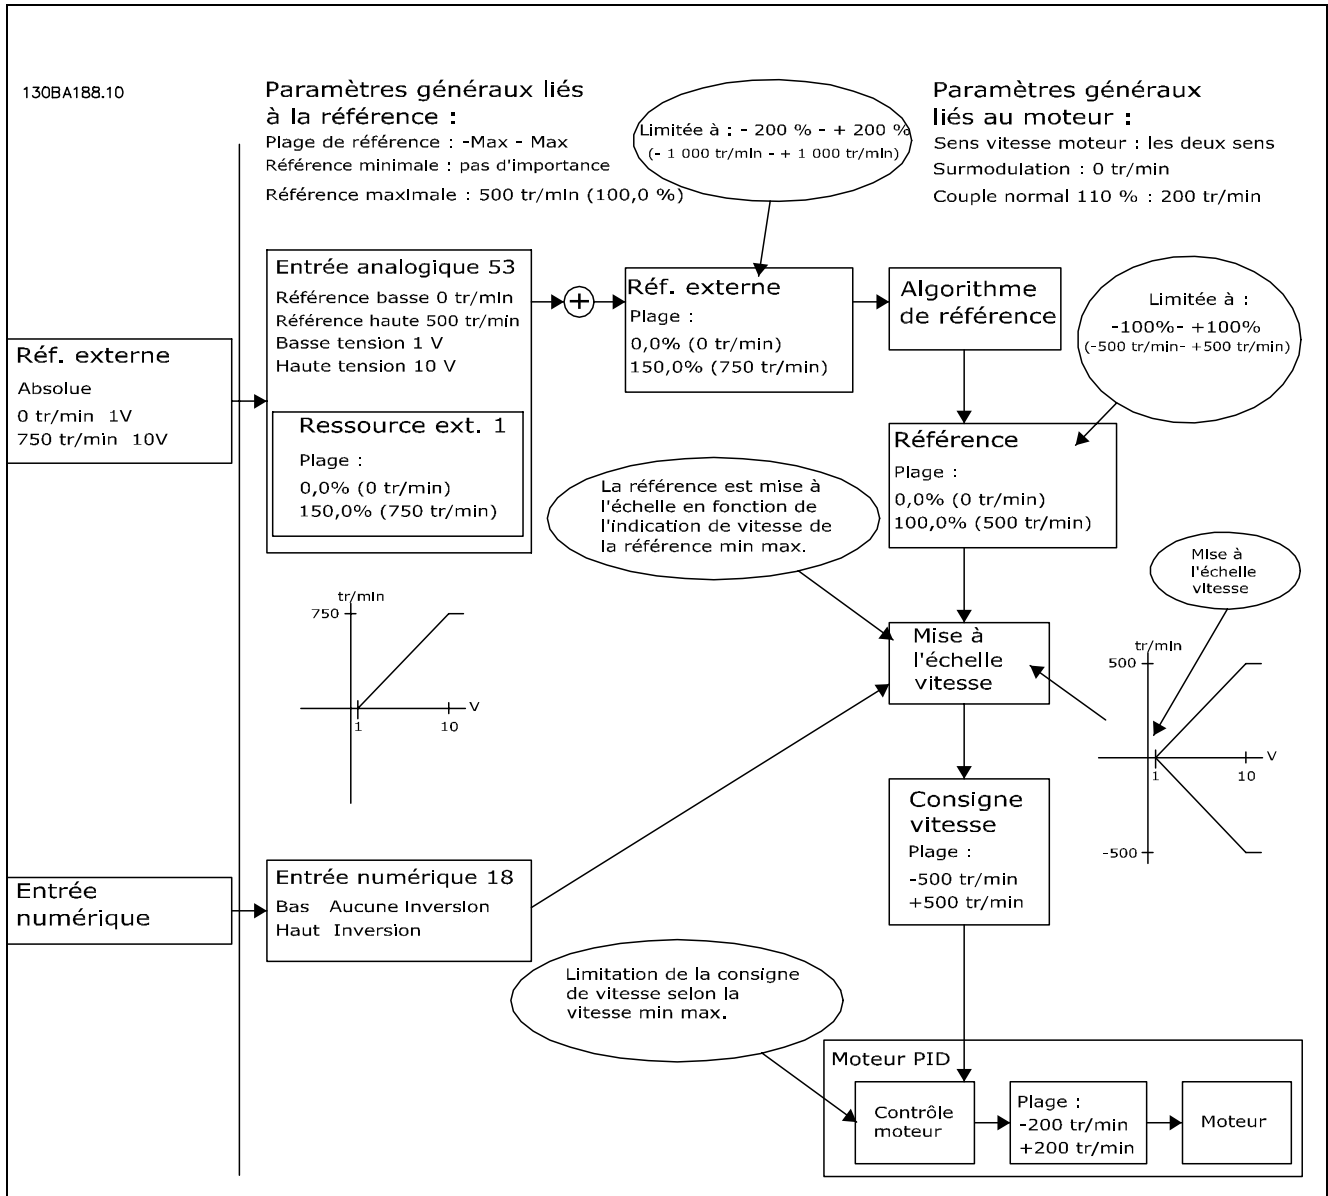 130BA188.10
Paramètres généraux liés
à la référence :
Plage de référence : -Max - Max
Référence minimale : pas d'importance
Référence maximale : 500 tr/min (100,0 %)
Limitée à : - 200 % - + 200 %
(- 1 000 tr/min - + 1 000 tr/min)
Paramètres généraux
liés au moteur :
Sens vitesse moteur : les deux sens
Surmodulation : 0 tr/min
Couple normal 110 % : 200 tr/min
Réf. externe
Absolue
0 tr/min 1V
750 tr/min 10V
Entrée analogique 53
Référence basse 0 tr/min
Référence haute 500 tr/min
Basse tension 1 V
Haute tension 10 V
Ressource ext. 1
Plage :
0,0% (0 tr/min)
150,0% (750 tr/min)
+
Réf. externe
Plage :
0,0% (0 tr/min)
150,0% (750 tr/min)
Algorithme
de référence
Limitée à :
-100%- +100%
(-500 tr/min- +500 tr/min)
Référence
Plage :
0,0% (0 tr/min)
100,0% (500 tr/min)
La référence est mise à
l'échelle en fonction de
l'indication de vitesse de
la référence min max.
Mise à
l'échelle
vitesse
tr/min
750
V
1
10
Mise à
l'échelle
vitesse
tr/min
500
V
1
10
-500
Consigne
vitesse
Plage :
-500 tr/min
+500 tr/min
Entrée
numérique
Entrée numérique 18
Bas Aucune inversion
Haut Inversion
Limitation de la consigne
de vitesse selon la
vitesse min max.
Moteur PID
Contrôle
moteur
Plage :
-200 tr/min
+200 tr/min
Moteur